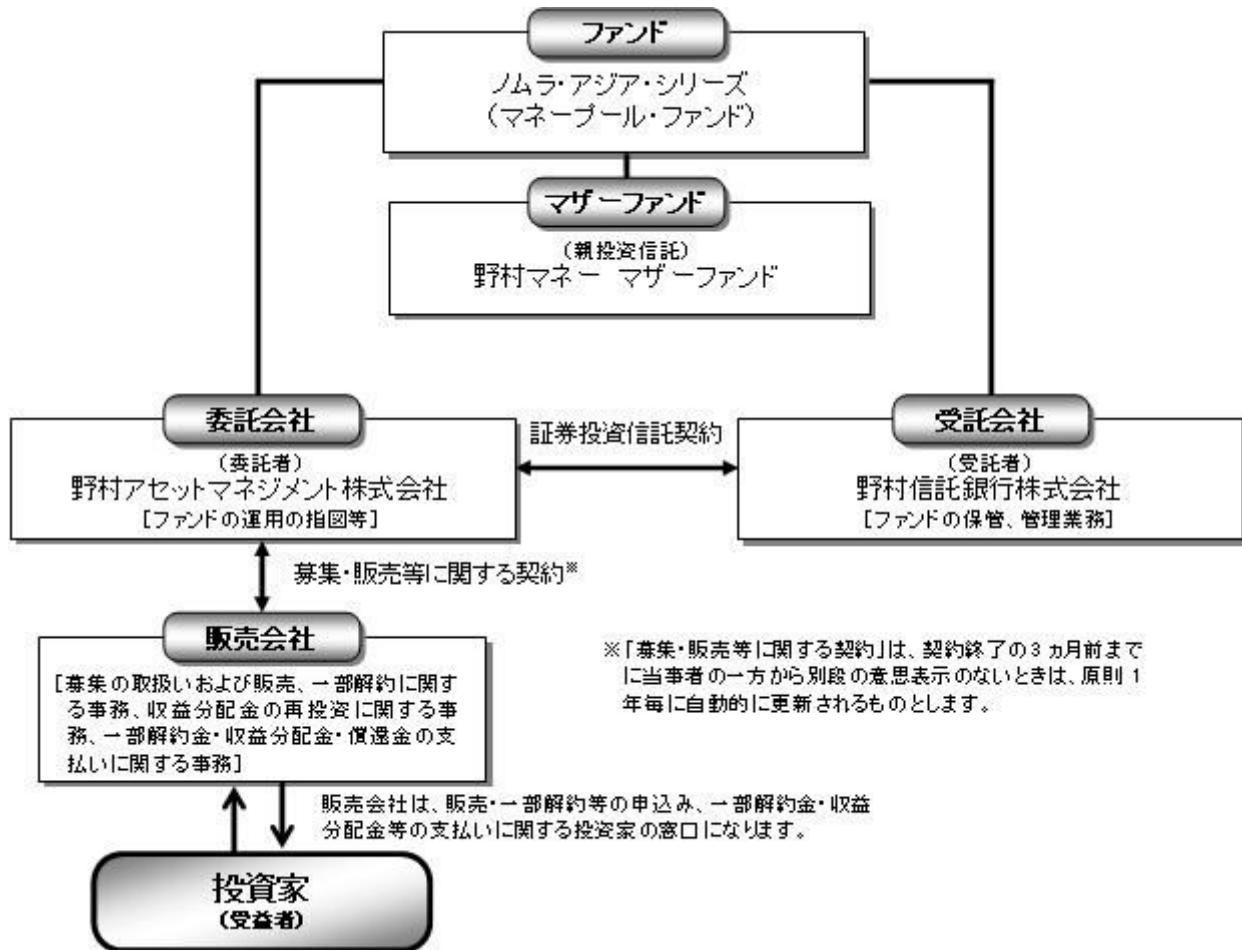 ファンド
ノムラ・アジア・シリーズ
(マネープール・ファンド)
マザーファンド
(親投資信託)
野村マネー マザーファンド
委託会社
(委託者)
野村アセットマネジメント株式会社
[ファンドの運用の指図等]
証券投資信託契約
受託会社
(受託者)
野村信託銀行株式会社
[ファンドの保管、管理業務]
募集・販売等に関する契約※
販売会社
[募集の取扱いおよび販売、一部解約に関す
る事務、収益分配金の再投資に関する事
務、一部解約金・収益分配金・償還金の支
払いに関する事務]
※「募集・販売等に関する契約」は、契約終了の3ヵ月前まで
に当事者の一方から別段の意思表示のないときは、原則1
年毎に自動的に更新されるものとします。
販売会社は、販売・一部解約等の申込み、一部解約金・収益
分配金等の支払いに関する投資家の窓口になります。
投資家
(受益者)